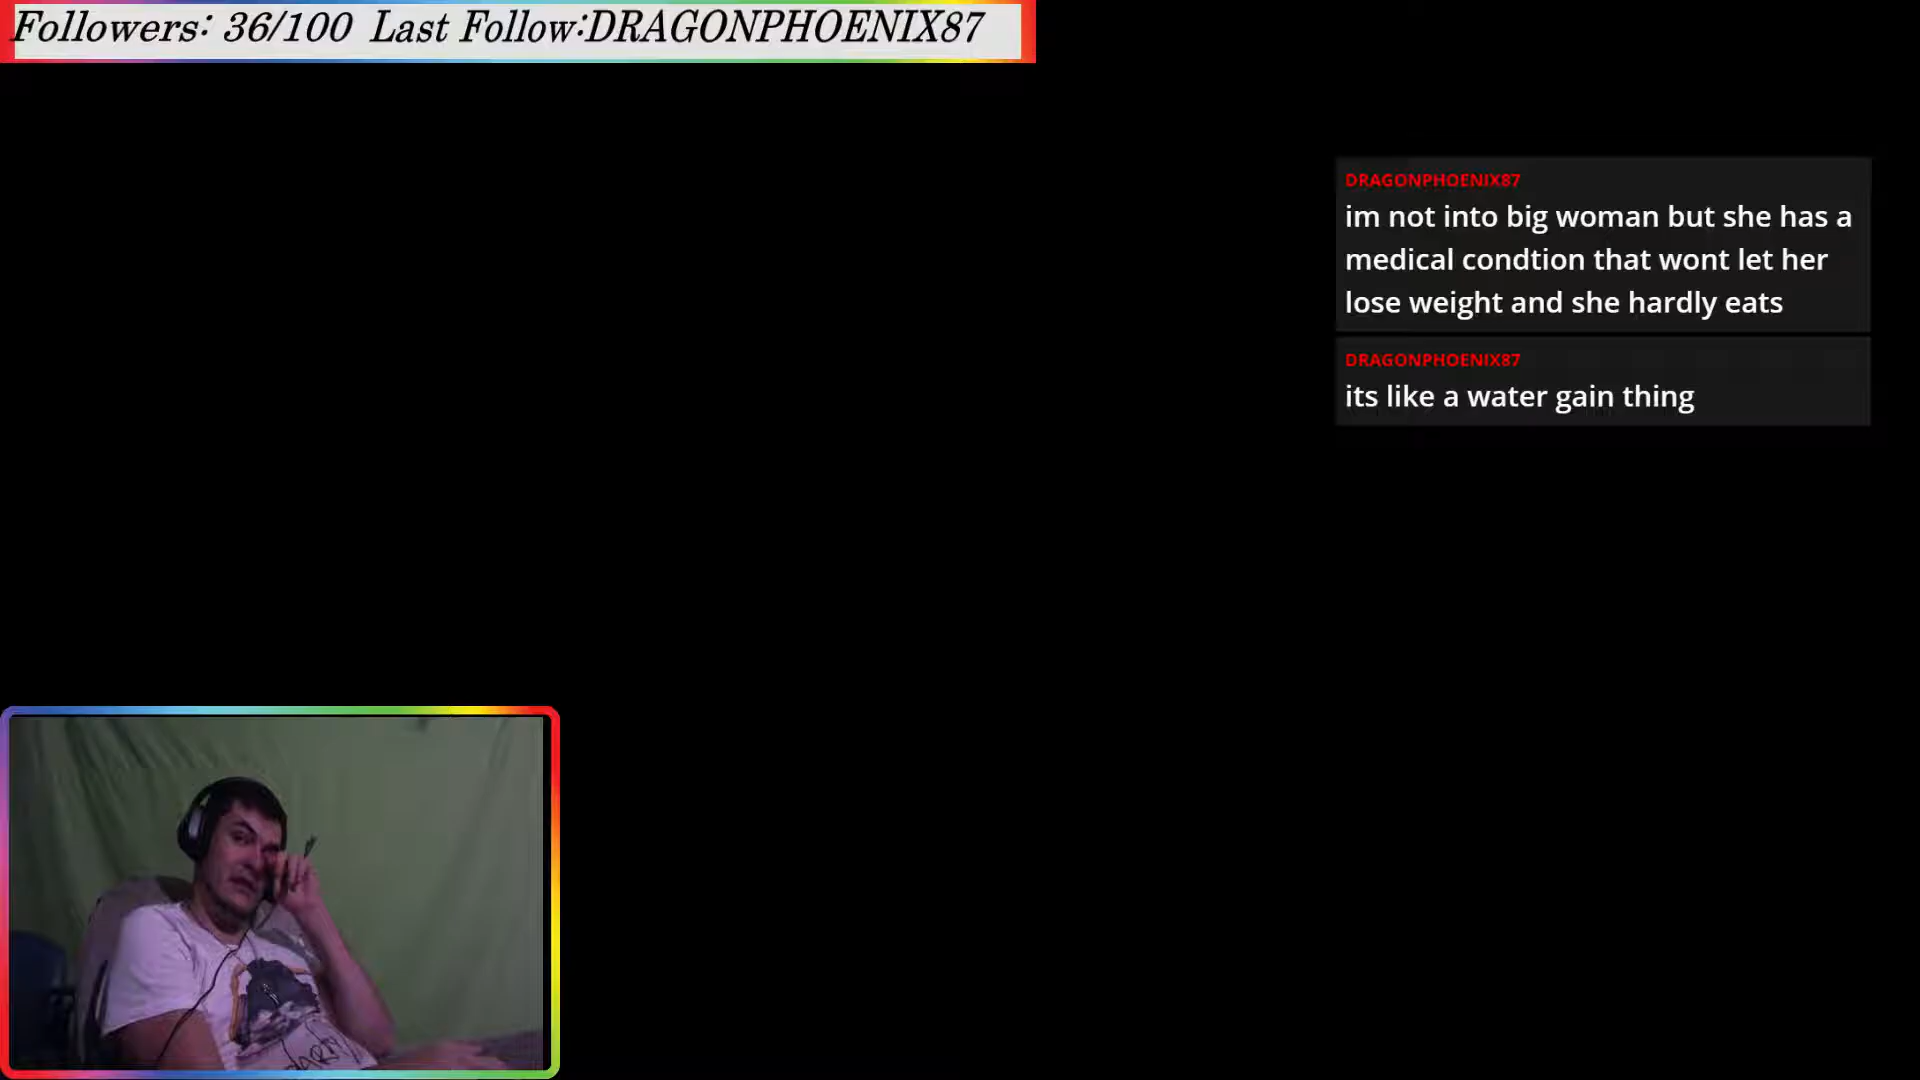 Followers: 36/100 Last Follow:DRAGONPHOENIX87
DRAGONPHOENIX87
im not into big woman but she has a
medical condtion that wont let her
lose weight and she hardly eats
DRAGONPHOENIX87
its like a water gain thing